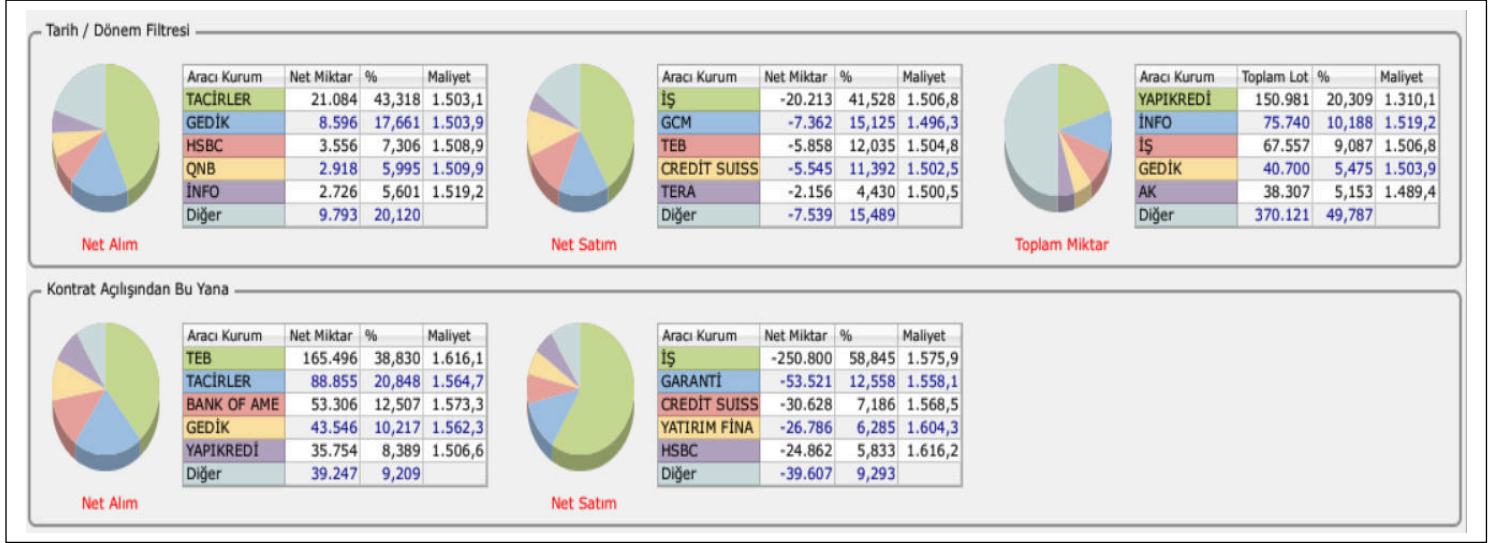 Tarih / Dönem Filtresi
Aracı Kurum Net Miktar % Maliyet
TACİRLER 21.084 43,318 1.503,1
GEDİK 8.596 17,661 1.503,9
HSBC 3.556 7,306 1.508,9
QNB 2.918 5,995 1.509,9
İNFO 2.726 5,601 1.519,2
Diğer 9.793 20,120
Net Alım
Aracı Kurum Net Miktar % Maliyet
İŞ -20.213 41,528 1.506,8
GCM -7.362 15,125 1.496,3
TEB -5.858 12,035 1.504,8
CREDİT SUISS -5.545 11,392 1.502,5
TERA -2.156 4,430 1.500,5
Diğer -7.539 15,489
Net Satım
Aracı Kurum Toplam Lot % Maliyet
YAPIKREDİ 150.981 20,309 1.310,1
İNFO 75.740 10,188 1.519,2
İŞ 67.557 9,087 1.506,8
GEDİK 40.700 5,475 1.503,9
AK 38.307 5,153 1.489,4
Diğer 370.121 49,787
Toplam Miktar
Kontrat Açılışından Bu Yana
Aracı Kurum Net Miktar % Maliyet
TEB 165.496 38,830 1.616,1
TACİRLER 88.855 20,848 1.564,7
BANK OF AME 53.306 12,507 1.573,3
GEDİK 43.546 10,217 1.562,3
YAPIKREDİ 35.754 8,389 1.506,6
Diğer 39.247 9,209
Net Alım
Aracı Kurum Net Miktar % Maliyet
İŞ -250.800 58,845 1.575,9
GARANTİ -53.521 12,558 1.558,1
CREDİT SUISS -30.628 7,186 1.568,5
YATIRIM FİNA -26.786 6,285 1.604,3
HSBC -24.862 5,833 1.616,2
Diğer -39.607 9,293
Net Satım